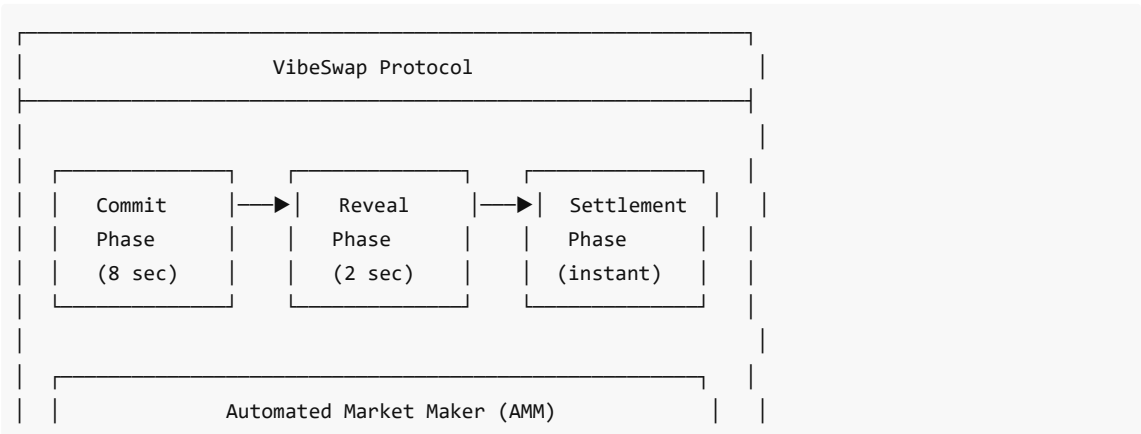 VibeSwap Protocol
Commit Reveal Settlement
Phase Phase Phase
(8 sec) (2 sec) (instant)
Automated Market Maker (AMM)